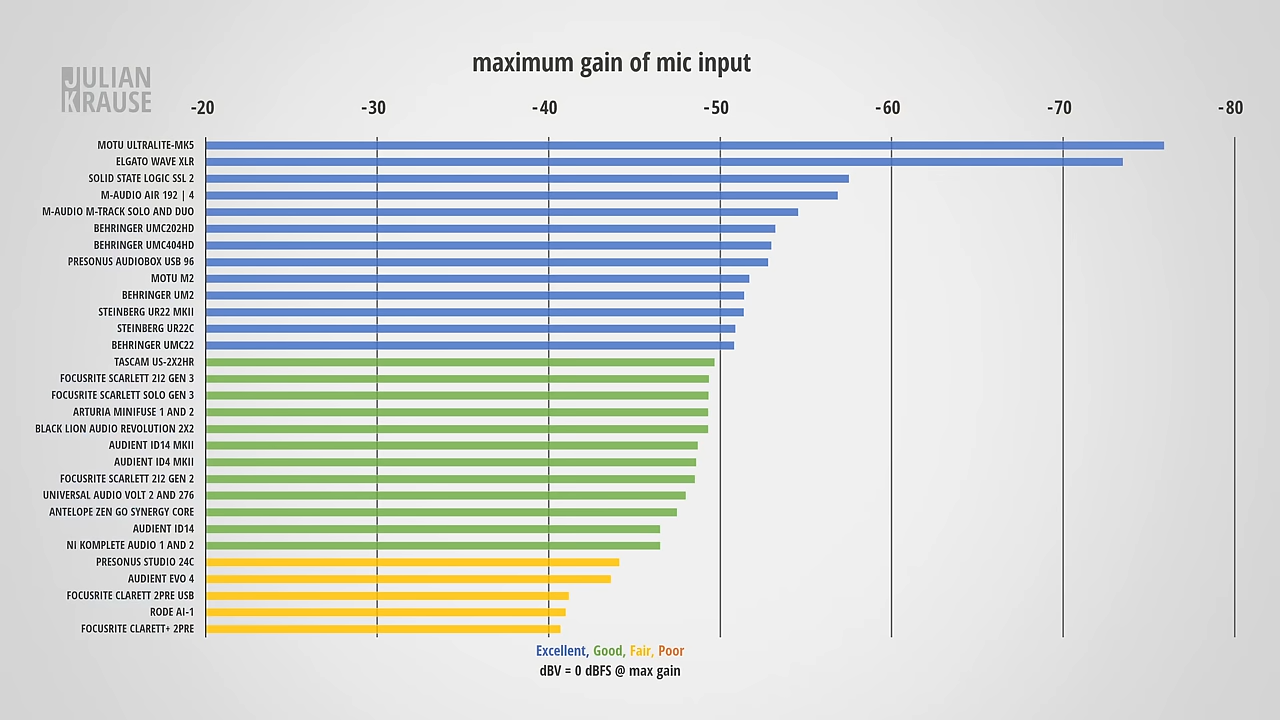 maximum gain of mic input
JULIAN
KRAUSE
-20 -30 -40 -50 -60 -70 -80
MOTU ULTRALITE-MK5
ELGATO WAVE XLR
SOLID STATE LOGIC SSL 2
M-AUDIO AIR 192 | 4
M-AUDIO M-TRACK SOLO AND DUO
BEHRINGER UMC202HD
BEHRINGER UMC404HD
PRESONUS AUDIOBOX USB 96
MOTU M2
BEHRINGER UM2
STEINBERG UR22 MKII
STEINBERG UR22C
BEHRINGER UMC22
TASCAM US-2X2HR
FOCUSRITE SCARLETT 2I2 GEN 3
FOCUSRITE SCARLETT SOLO GEN 3
ARTURIA MINIFUSE 1 AND 2
BLACK LION AUDIO REVOLUTION 2X2
AUDIENT ID14 MKII
AUDIENT ID4 MKII
FOCUSRITE SCARLETT 2I2 GEN 2
UNIVERSAL AUDIO VOLT 2 AND 276
ANTELOPE ZEN GO SYNERGY CORE
AUDIENT ID14
NI KOMPLETE AUDIO 1 AND 2
PRESONUS STUDIO 24C
AUDIENT EVO 4
FOCUSRITE CLARETT 2PRE USB
RODE AI-1
FOCUSRITE CLARETT+ 2PRE
Excellent, Good, Fair, Poor
dBV = 0 dBFS @ max gain